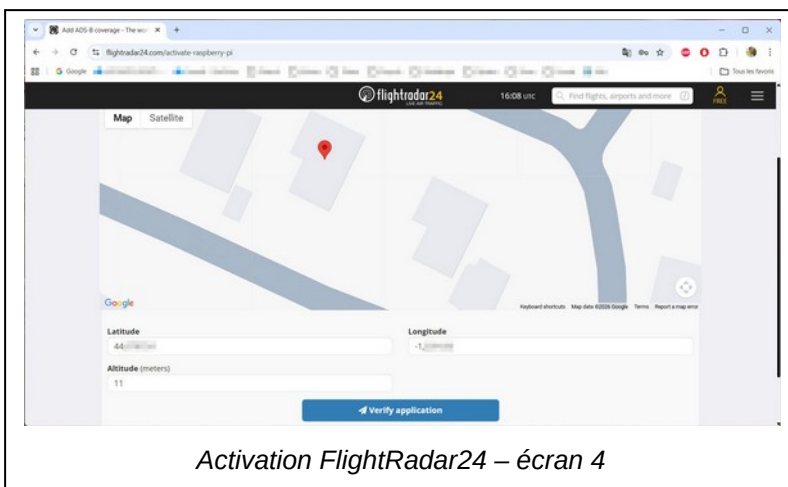 Add ADS-B coverage - The wor
flightradar24.com/activate-raspberry-pi
Google
Tous les favoris
flightradar24
LIVE AIR TRAFFIC
16:08 UTC
Find flights, airports and more
FREE
Map Satellite
Google
Keyboard shortcuts Map data ©2026 Google Terms Report a map error
Latitude Longitude
44, -1,
Altitude (meters)
11
Verify application
Activation FlightRadar24 – écran 4